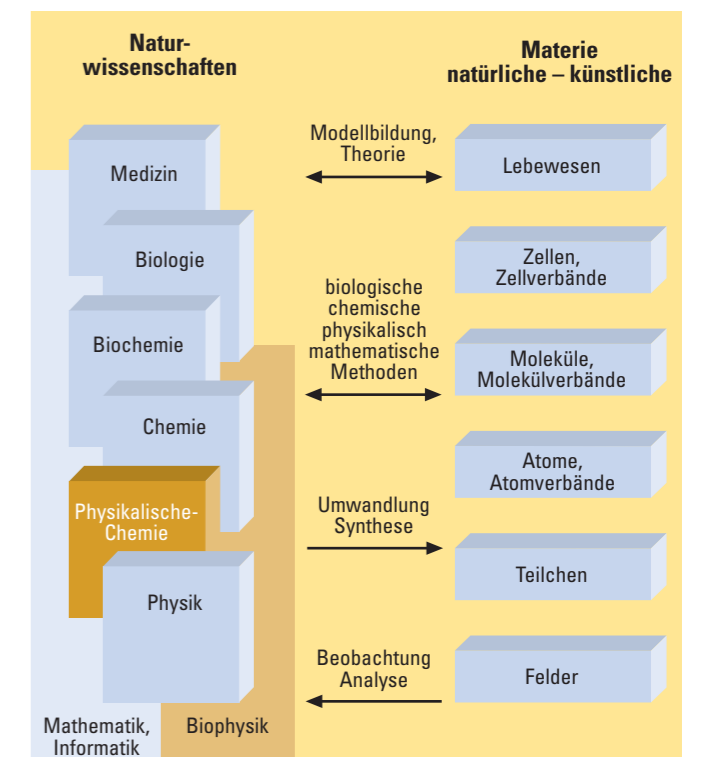 Natur-
wissenschaften
Materie
natürliche – künstliche
Medizin
Biologie
Biochemie
Chemie
Physikalische-
Chemie
Physik
Mathematik,
Informatik
Biophysik
Modellbildung,
Theorie
biologische
chemische
physikalisch
mathematische
Methoden
Umwandlung
Synthese
Beobachtung
Analyse
Lebewesen
Zellen,
Zellverbände
Moleküle,
Molekülverbände
Atome,
Atomverbände
Teilchen
Felder